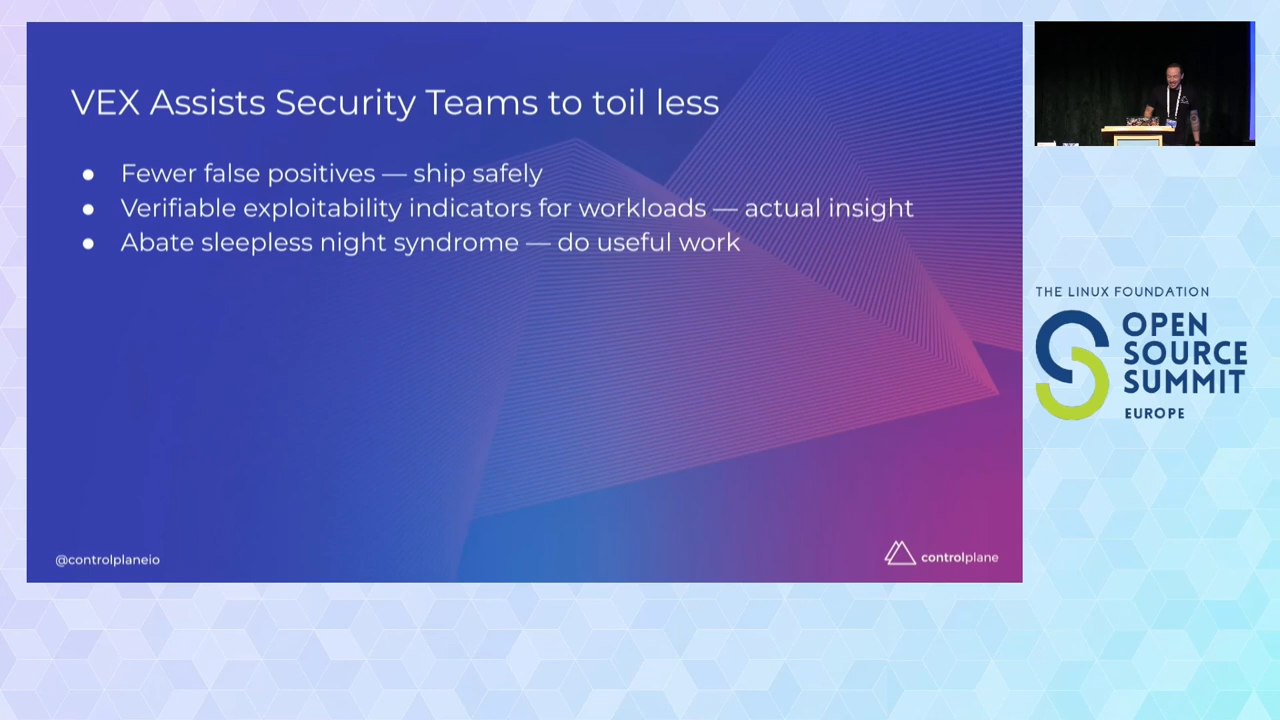 VEX Assists Security Teams to toil less
● Fewer false positives — ship safely
● Verifiable exploitability indicators for workloads — actual insight
● Abate sleepless night syndrome — do useful work
@controlplaneio
controlplane
THE LINUX FOUNDATION
OPEN
SOURCE
SUMMIT
EUROPE